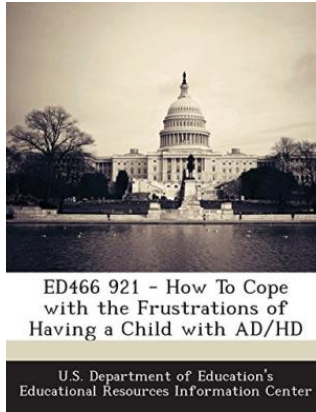 ED466 921 - How To Cope
with the Frustrations of
Having a Child with AD/HD
U.S. Department of Education's
Educational Resources Information Center